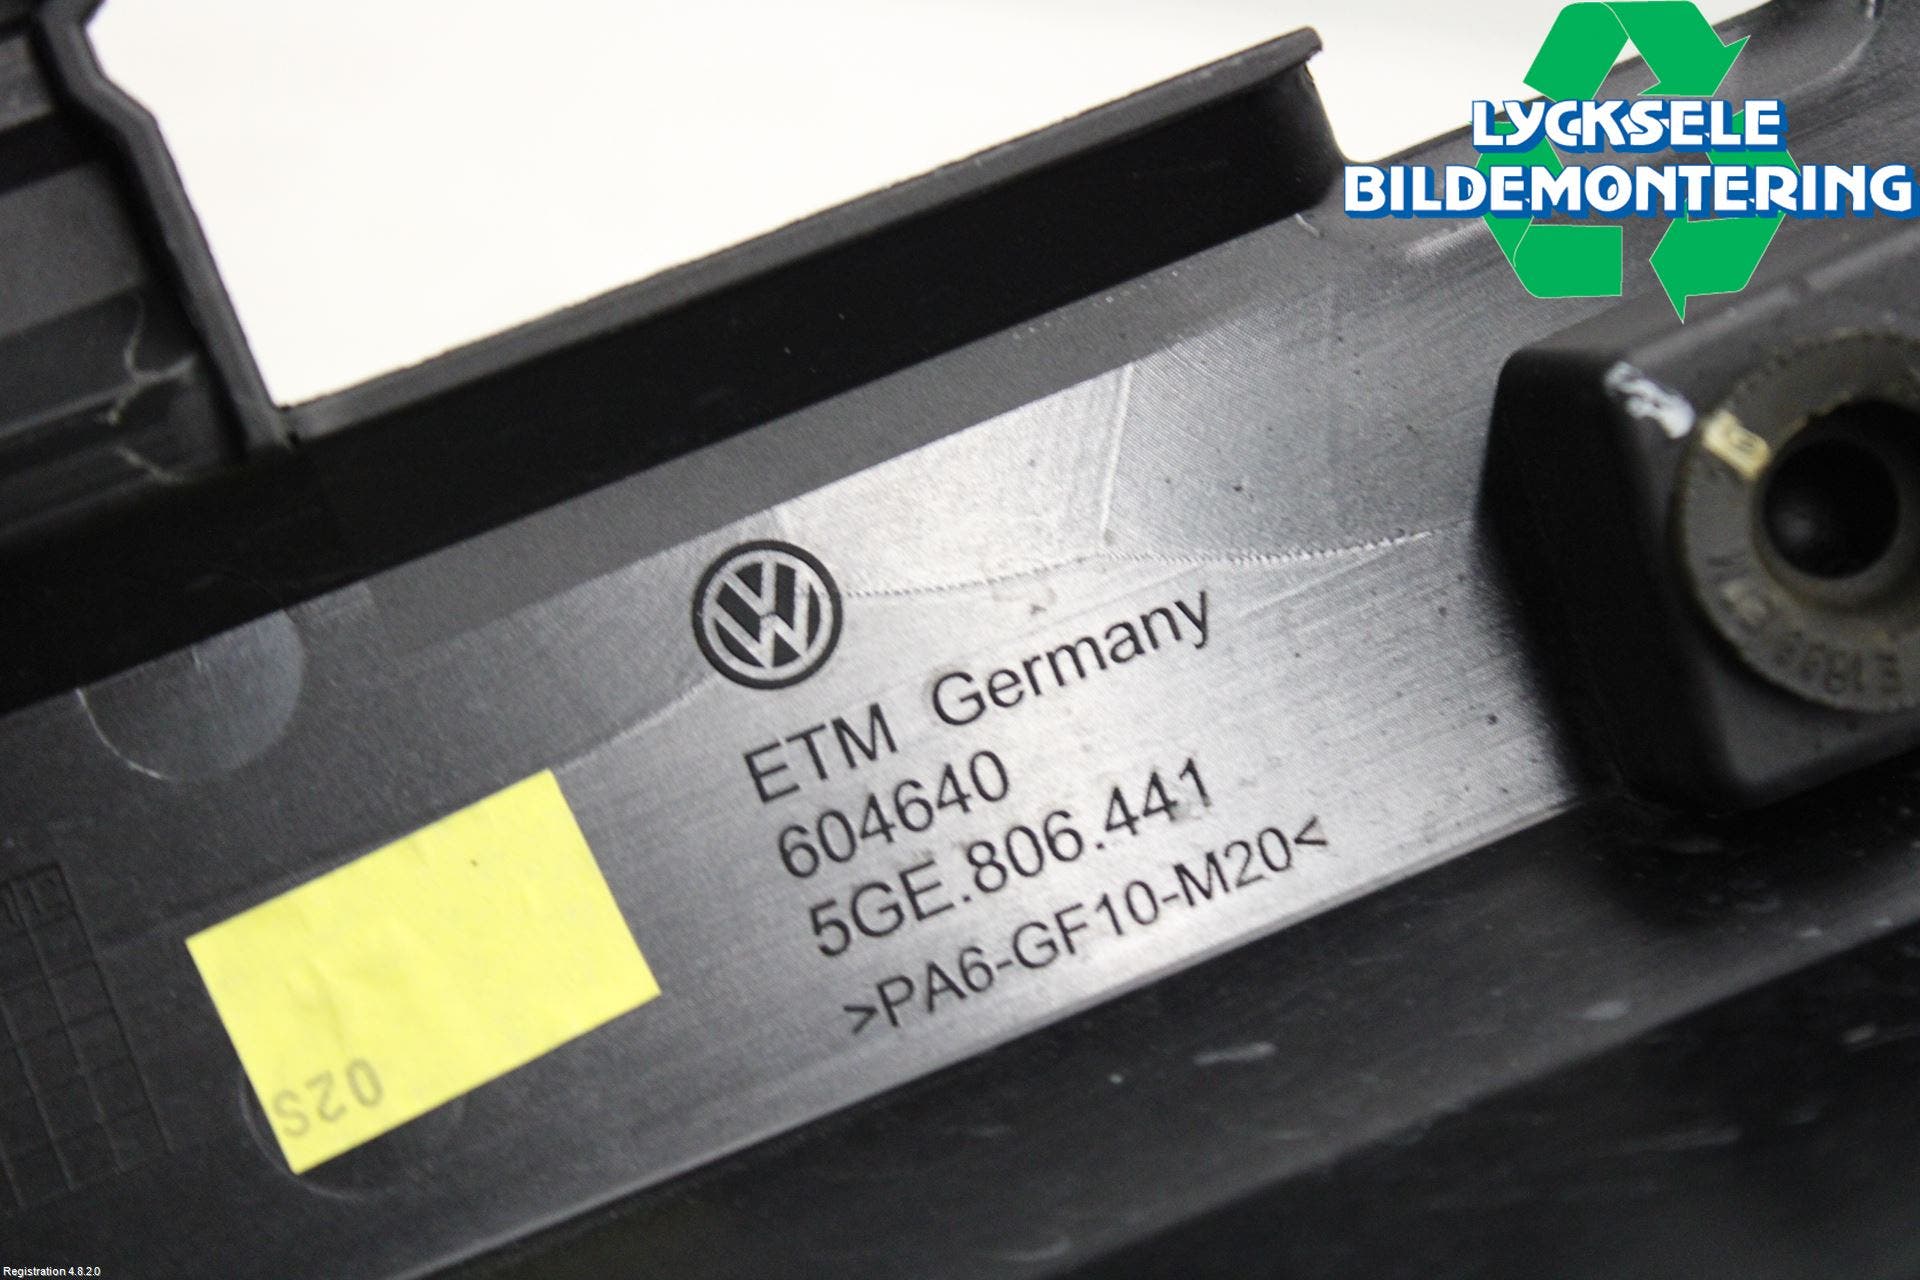 LYCKSELE
BILDEMONTERING
ETM Germany
604640
5GE.806.441
>PA6-GF10-M20<
02S
Registration 4.8.2.0